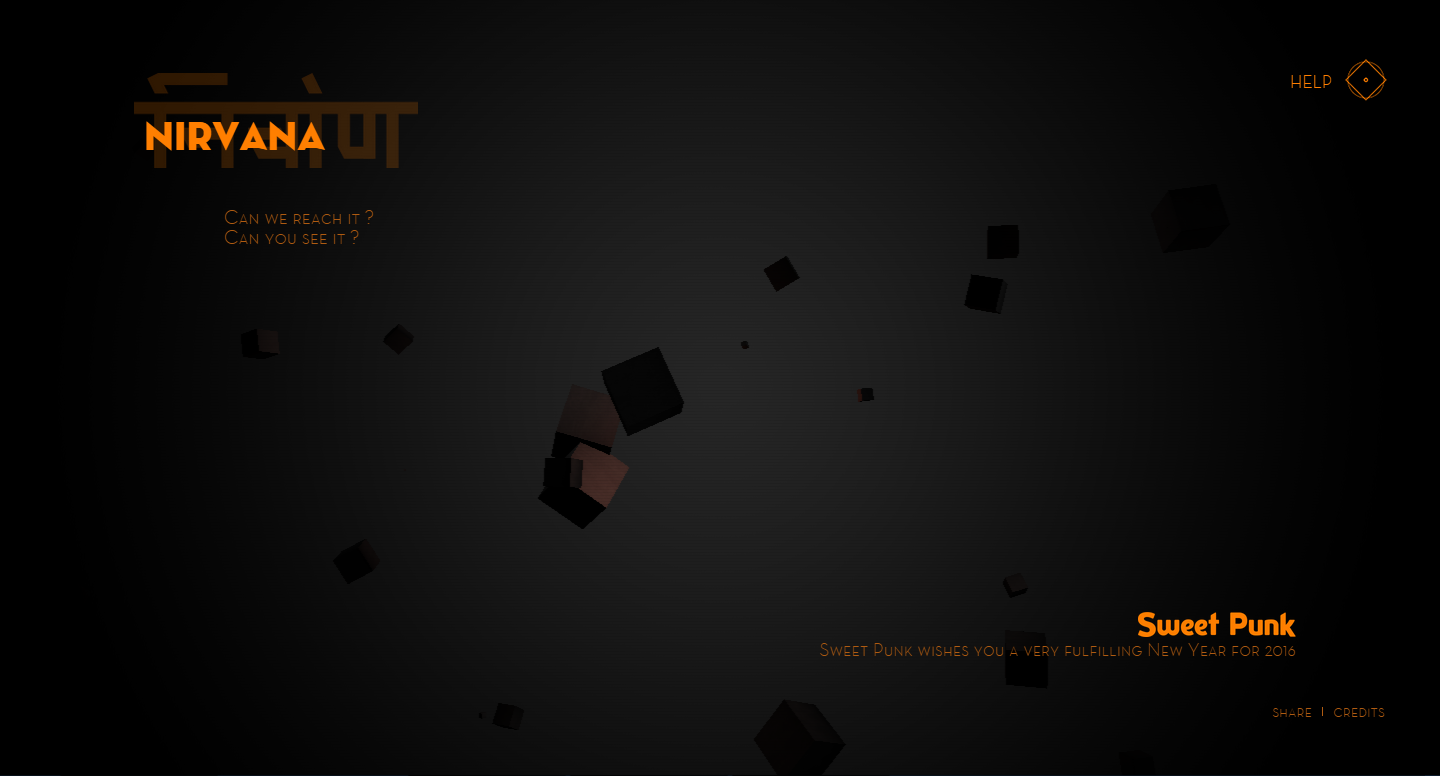 निर्वाण
NIRVANA
HELP
Can we reach it ?
Can you see it ?
Sweet Punk
Sweet Punk wishes you a very fulfilling New Year for 2016
SHARE | CREDITS